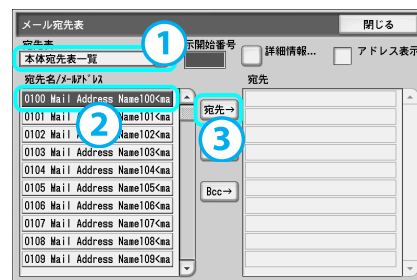 メール宛先表
閉じる
宛先表
1
示開始番号
詳細情報...
アドレス表示
本体宛先表一覧
宛先名/ﾒｰﾙｱﾄﾞﾚｽ
宛先
0100 Mail Address Name100<ma
0101 Mail Address Name101<ma
宛先→
0102 Mail Address Name102<ma
2
3
0103 Mail Address Name103<ma
0104 Mail Address Name104<ma
0105 Mail Address Name105<ma
Bcc→
0106 Mail Address Name106<ma
0107 Mail Address Name107<ma
0108 Mail Address Name108<ma
0109 Mail Address Name109<ma